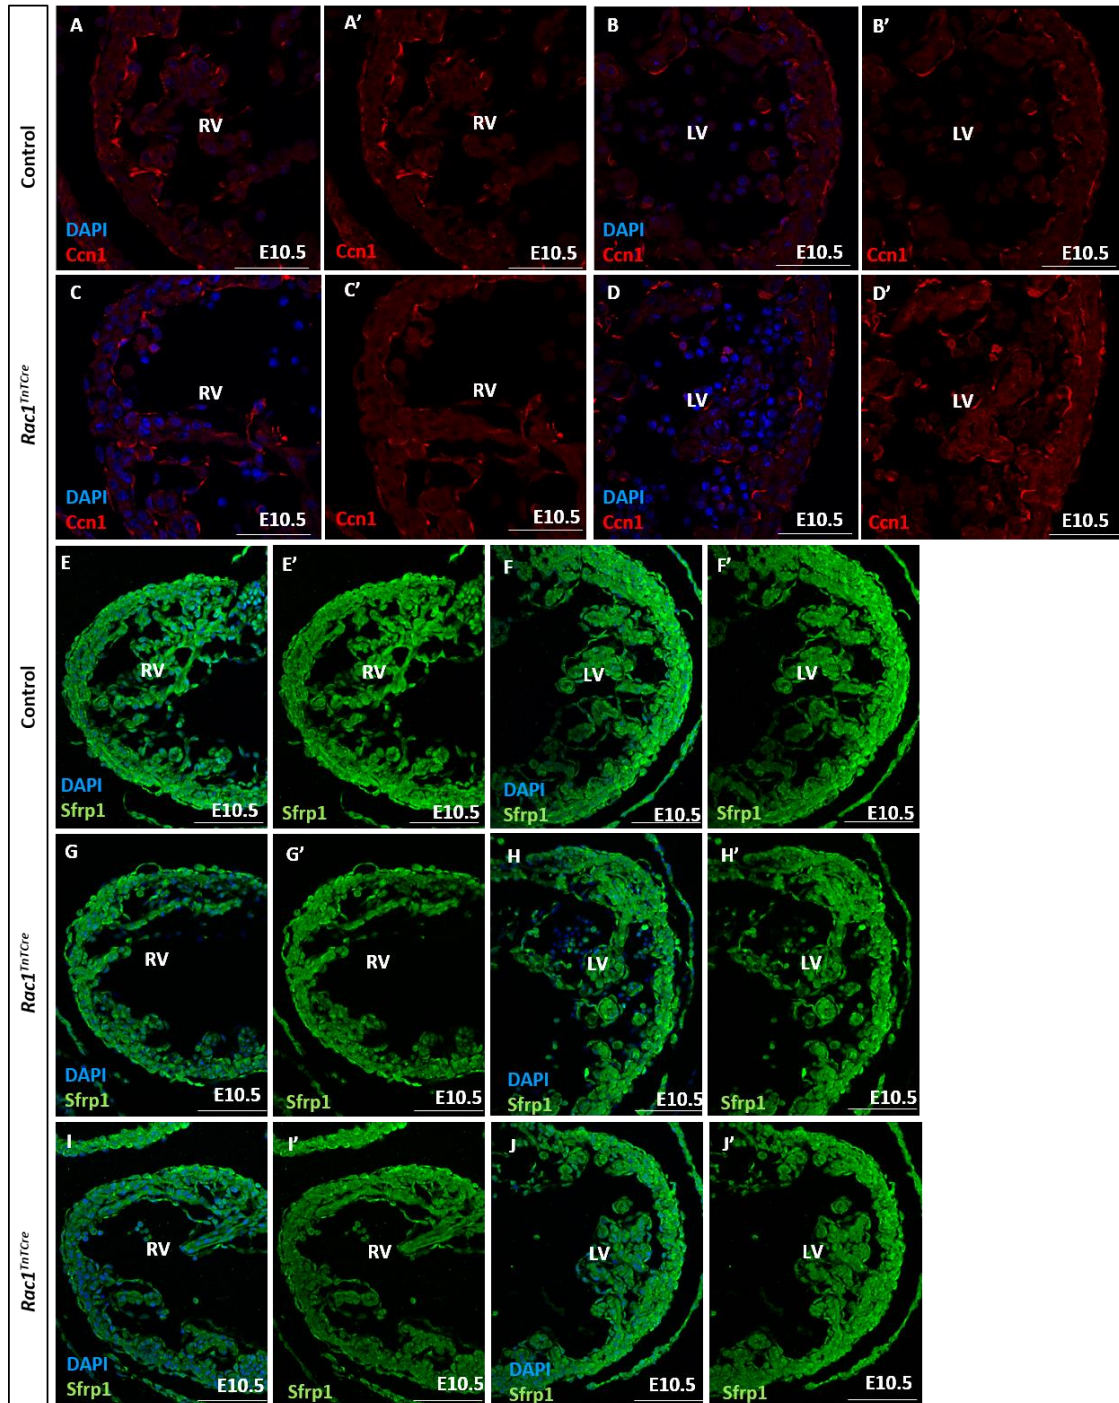 Control
A
RV
DAPI
Ccn1
E10.5
A’
RV
Ccn1
E10.5
B
LV
DAPI
Ccn1
E10.5
B’
LV
Ccn1
E10.5
Rac1TnTCre
C
RV
DAPI
Ccn1
E10.5
C’
RV
Ccn1
E10.5
D
LV
DAPI
Ccn1
E10.5
D’
LV
Ccn1
E10.5
Control
E
RV
DAPI
Sfrp1
E10.5
E’
RV
Sfrp1
E10.5
F
LV
DAPI
Sfrp1
E10.5
F’
LV
Sfrp1
E10.5
Rac1TnTCre
G
RV
DAPI
Sfrp1
E10.5
G’
RV
Sfrp1
E10.5
H
LV
DAPI
Sfrp1
E10.5
H’
LV
Sfrp1
E10.5
Rac1TnTCre
I
RV
DAPI
Sfrp1
E10.5
I’
RV
Sfrp1
E10.5
J
LV
DAPI
Sfrp1
E10.5
J’
LV
Sfrp1
E10.5